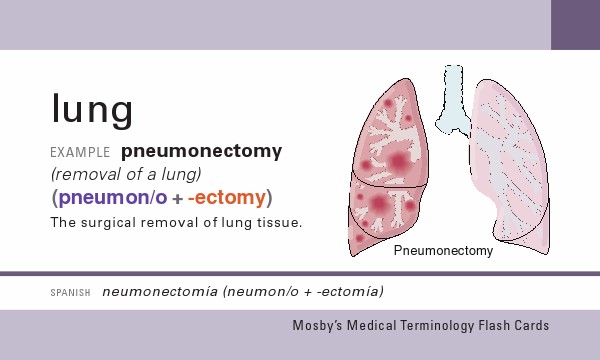 lung
EXAMPLE pneumonectomy
(removal of a lung)
(pneumon/o + -ectomy)
The surgical removal of lung tissue.
Pneumonectomy
SPANISH neumonectomía (neumon/o + -ectomía)
Mosby's Medical Terminology Flash Cards